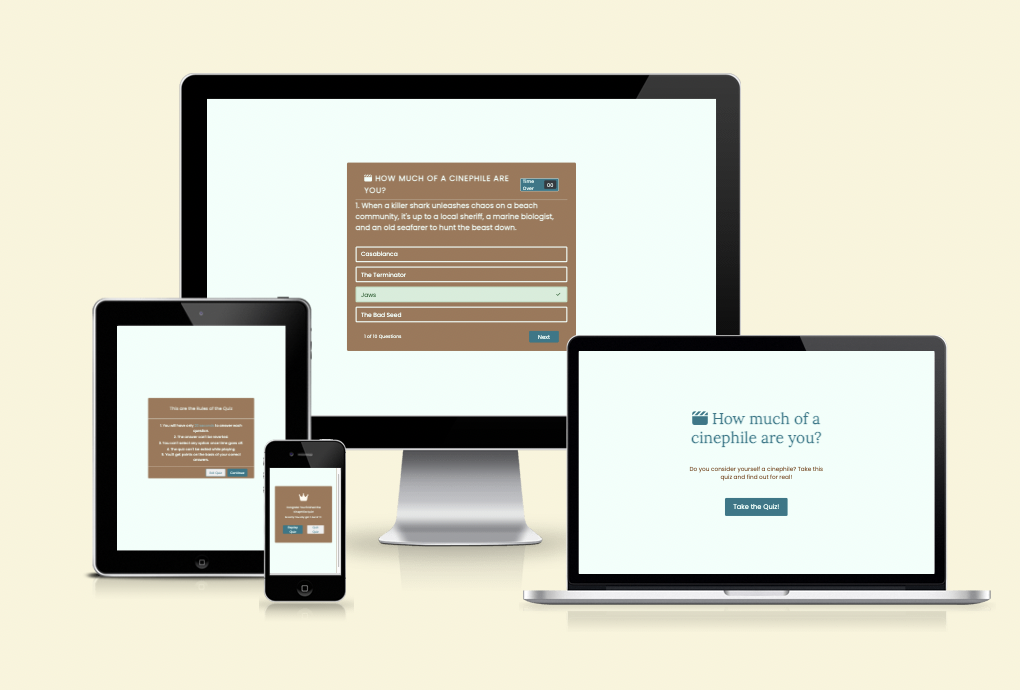 HOW MUCH OF A CINEPHILE ARE
YOU?
Time
Over
00
1. When a killer shark unleashes chaos on a beach
community, it's up to a local sheriff, a marine biologist,
and an old seafarer to hunt the beast down.
Casablanca
The Terminator
Jaws
The Bad Seed
1 of 10 Questions
Next
This are the Rules of the Quiz
1. You will have only to answer each
question.
2. The answer can't be reverted.
3. You can't select any option once time goes off.
4. The quiz can't be exited while playing.
5. You'll get points on the basis of your correct
answers.
Exit Quiz
Continue
Replay
Quiz
How much of a
cinephile are you?
Do you consider yourself a cinephile? Take this
quiz and find out for real!
Take the Quiz!